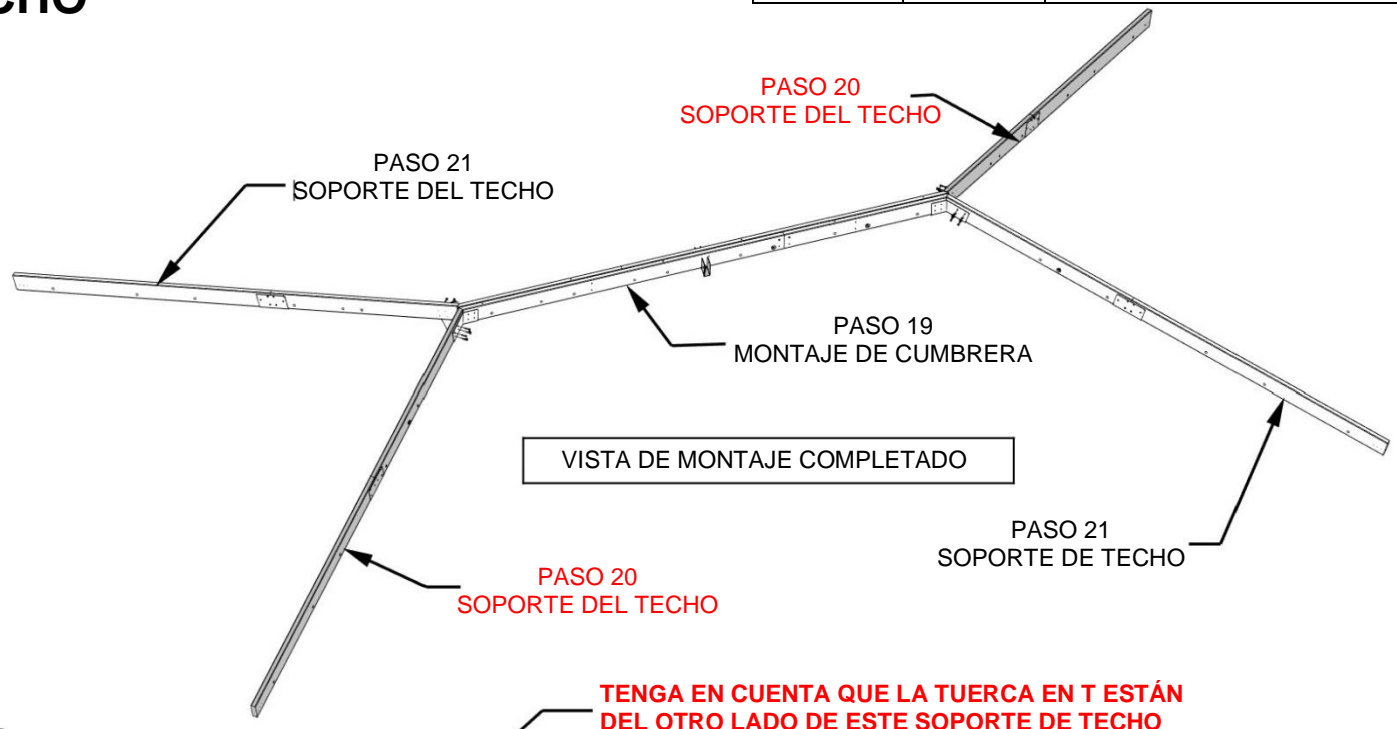 PASO 20
SOPORTE DEL TECHO
PASO 21
SOPORTE DEL TECHO
PASO 19
MONTAJE DE CUMBRERA
VISTA DE MONTAJE COMPLETADO
PASO 21
SOPORTE DE TECHO
PASO 20
SOPORTE DEL TECHO
TENGA EN CUENTA QUE LA TUERCA EN T ESTÁN
DEL OTRO LADO DE ESTE SOPORTE DE TECHO